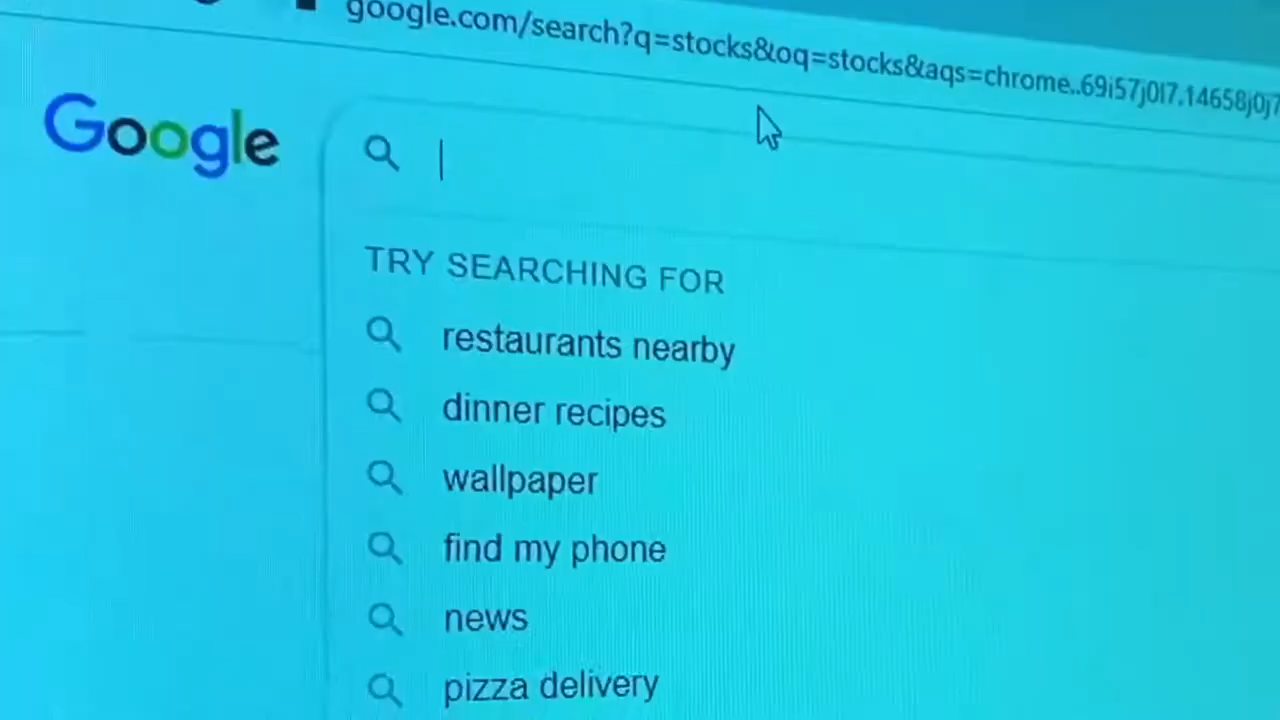 google.com/search?q=stocks&oq=stocks&aqs=chrome..69i57j0l7.14658j0j7
Google
TRY SEARCHING FOR
restaurants nearby
dinner recipes
wallpaper
find my phone
news
pizza delivery